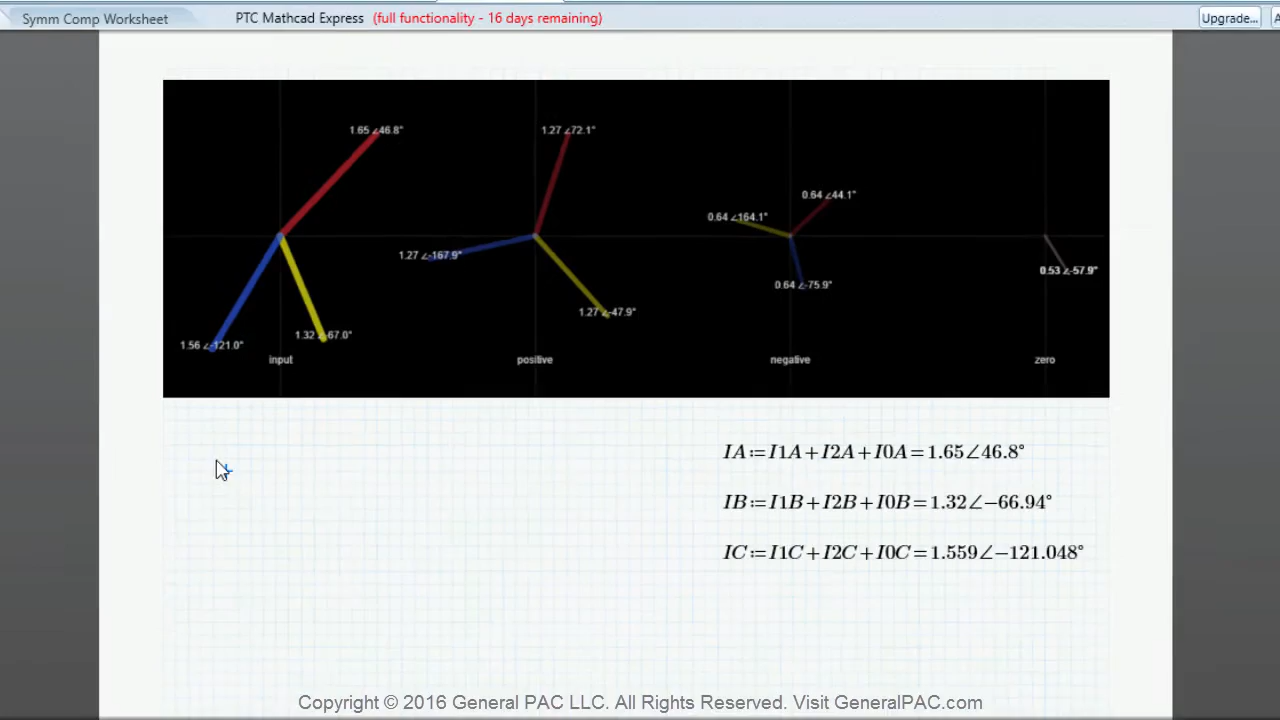 Symm Comp Worksheet PTC Mathcad Express (full functionality - 16 days remaining) Upgrade... A
1.65 ∠46.8° 1.27 ∠72.1°
0.64 ∠164.1° 0.64 ∠44.1°
1.27 ∠-167.9° 0.53 ∠-57.9°
0.64 ∠-75.9°
1.27 ∠-47.9°
1.56 ∠-121.0° 1.32 ∠-67.0°
input positive negative zero
IA:=I1A+I2A+I0A=1.65∠46.8°
IB:=I1B+I2B+I0B=1.32∠−66.94°
IC:=I1C+I2C+I0C=1.559∠−121.048°
Copyright © 2016 General PAC LLC. All Rights Reserved. Visit GeneralPAC.com